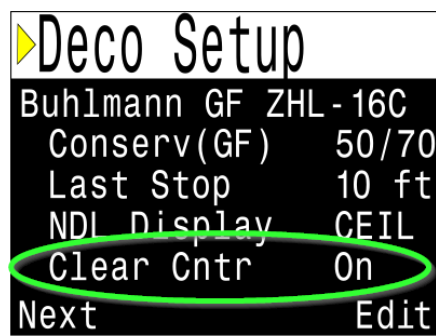 Deco Setup
Buhlmann GF ZHL-16C
Conserv(GF) 50/70
Last Stop 10 ft
NDL Display CEIL
Clear Cntr On
Next Edit